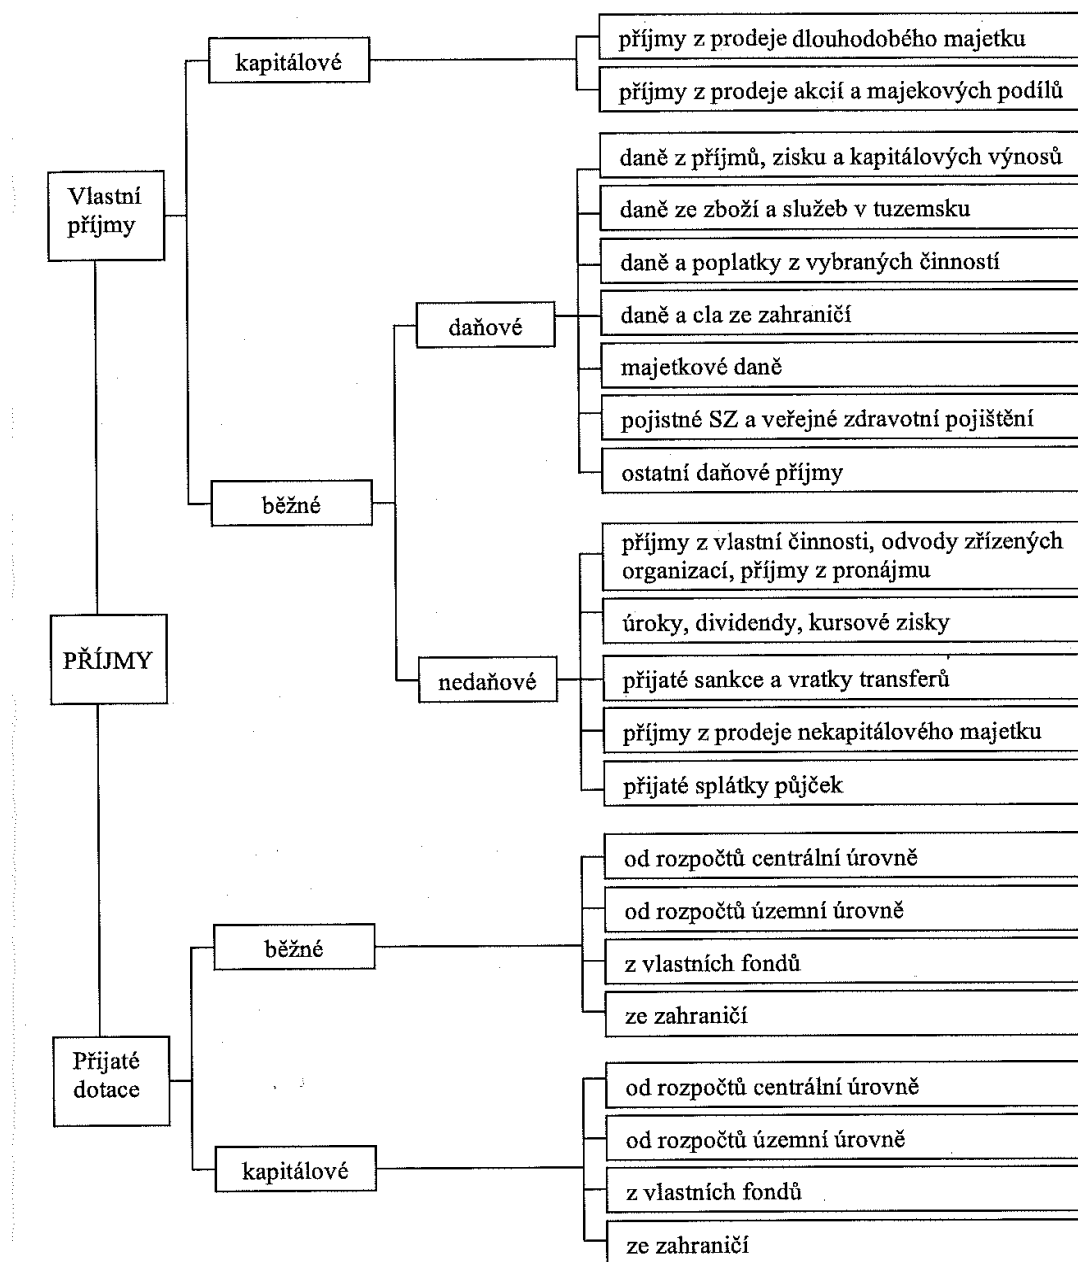 kapitálové
příjmy z prodeje dlouhodobého majetku
příjmy z prodeje akcií a majekových podílů
Vlastní
příjmy
daně z příjmů, zisku a kapitálových výnosů
daně ze zboží a služeb v tuzemsku
daně a poplatky z vybraných činností
daňové
daně a cla ze zahraničí
majetkové daně
pojistné SZ a veřejné zdravotní pojištění
ostatní daňové příjmy
běžné
příjmy z vlastní činnosti, odvody zřízených
organizací, příjmy z pronájmu
úroky, dividendy, kursové zisky
PŘÍJMY
nedaňové
přijaté sankce a vratky transferů
příjmy z prodeje nekapitálového majetku
přijaté splátky půjček
od rozpočtů centrální úrovně
od rozpočtů územní úrovně
běžné
z vlastních fondů
ze zahraničí
Přijaté
dotace
od rozpočtů centrální úrovně
od rozpočtů územní úrovně
kapitálové
z vlastních fondů
ze zahraničí